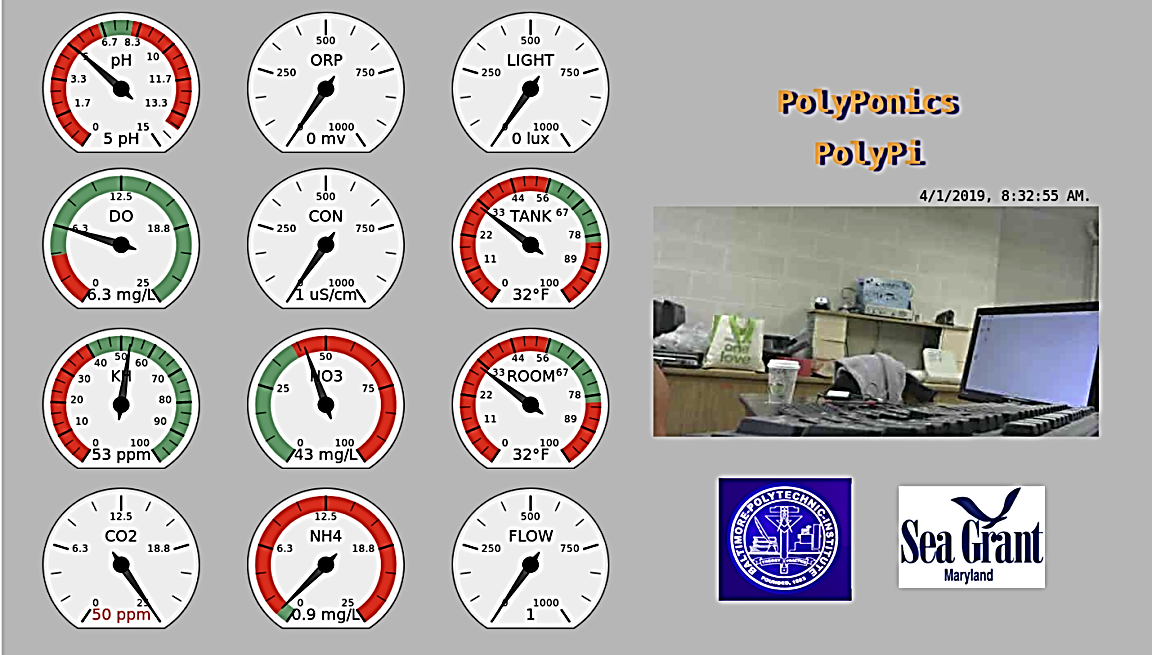 6.7 8.3
5 10
pH
3.3 11.7
1.7 13.3
0 15
5 pH
500
ORP
250 750
0 1000
0 mv
500
LIGHT
250 750
0 1000
0 lux
PolyPonics
PolyPi
4/1/2019, 8:32:55 AM.
12.5
DO
6.3 18.8
0 25
6.3 mg/L
500
CON
250 750
0 1000
1 uS/cm
44 56
33 TANK 67
22 78
11 89
0 100
32°F
40 50 60
30 KH 70
20 80
10 90
0 100
53 ppm
50
NO3
25 75
0 100
43 mg/L
44 56
33 ROOM 67
22 78
11 89
0 100
32°F
one
love
12.5
CO2
6.3 18.8
0 25
50 ppm
12.5
NH4
6.3 18.8
0 25
0.9 mg/L
500
FLOW
250 750
0 1000
1
BALTIMORE·POLYTECHNIC·INSTITUTE
FOUNDED, 1883
Sea Grant
Maryland